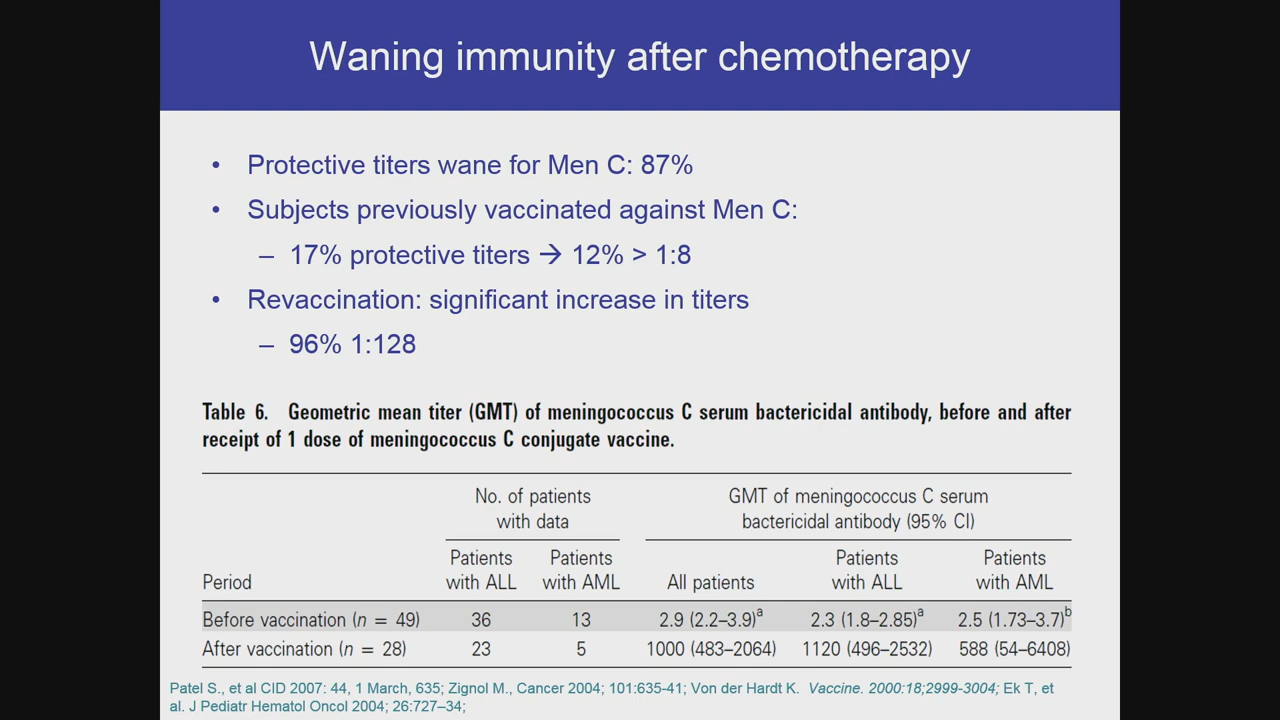 Waning immunity after chemotherapy
• Protective titers wane for Men C: 87%
• Subjects previously vaccinated against Men C:
– 17% protective titers → 12% > 1:8
• Revaccination: significant increase in titers
– 96% 1:128
Table 6. Geometric mean titer (GMT) of meningococcus C serum bactericidal antibody, before and after
receipt of 1 dose of meningococcus C conjugate vaccine.
No. of patients GMT of meningococcus C serum
with data bactericidal antibody (95% CI)
Patients Patients Patients Patients
Period with ALL with AML All patients with ALL with AML
Before vaccination (n = 49) 36 13 2.9 (2.2–3.9)a 2.3 (1.8–2.85)a 2.5 (1.73–3.7)b
After vaccination (n = 28) 23 5 1000 (483–2064) 1120 (496–2532) 588 (54–6408)
Patel S., et al CID 2007: 44, 1 March, 635; Zignol M., Cancer 2004; 101:635-41; Von der Hardt K. Vaccine. 2000:18;2999-3004; Ek T, et
al. J Pediatr Hematol Oncol 2004; 26:727–34;